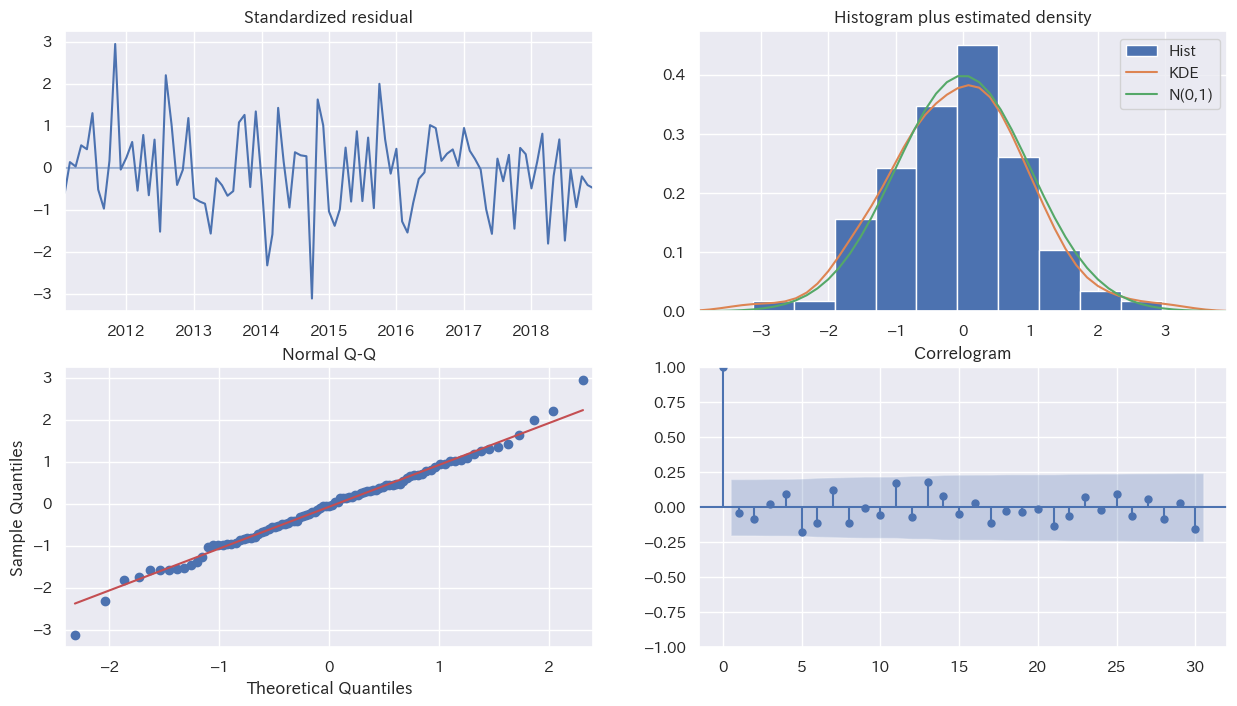 Standardized residual
3
2
1
0
−1
−2
−3
2012 2013 2014 2015 2016 2017 2018
Histogram plus estimated density
Hist
KDE
N(0,1)
0.4
0.3
0.2
0.1
0.0
−3 −2 −1 0 1 2 3
Normal Q-Q
Sample Quantiles
3
2
1
0
−1
−2
−3
−2 −1 0 1 2
Theoretical Quantiles
Correlogram
1.00
0.75
0.50
0.25
0.00
−0.25
−0.50
−0.75
−1.00
0 5 10 15 20 25 30